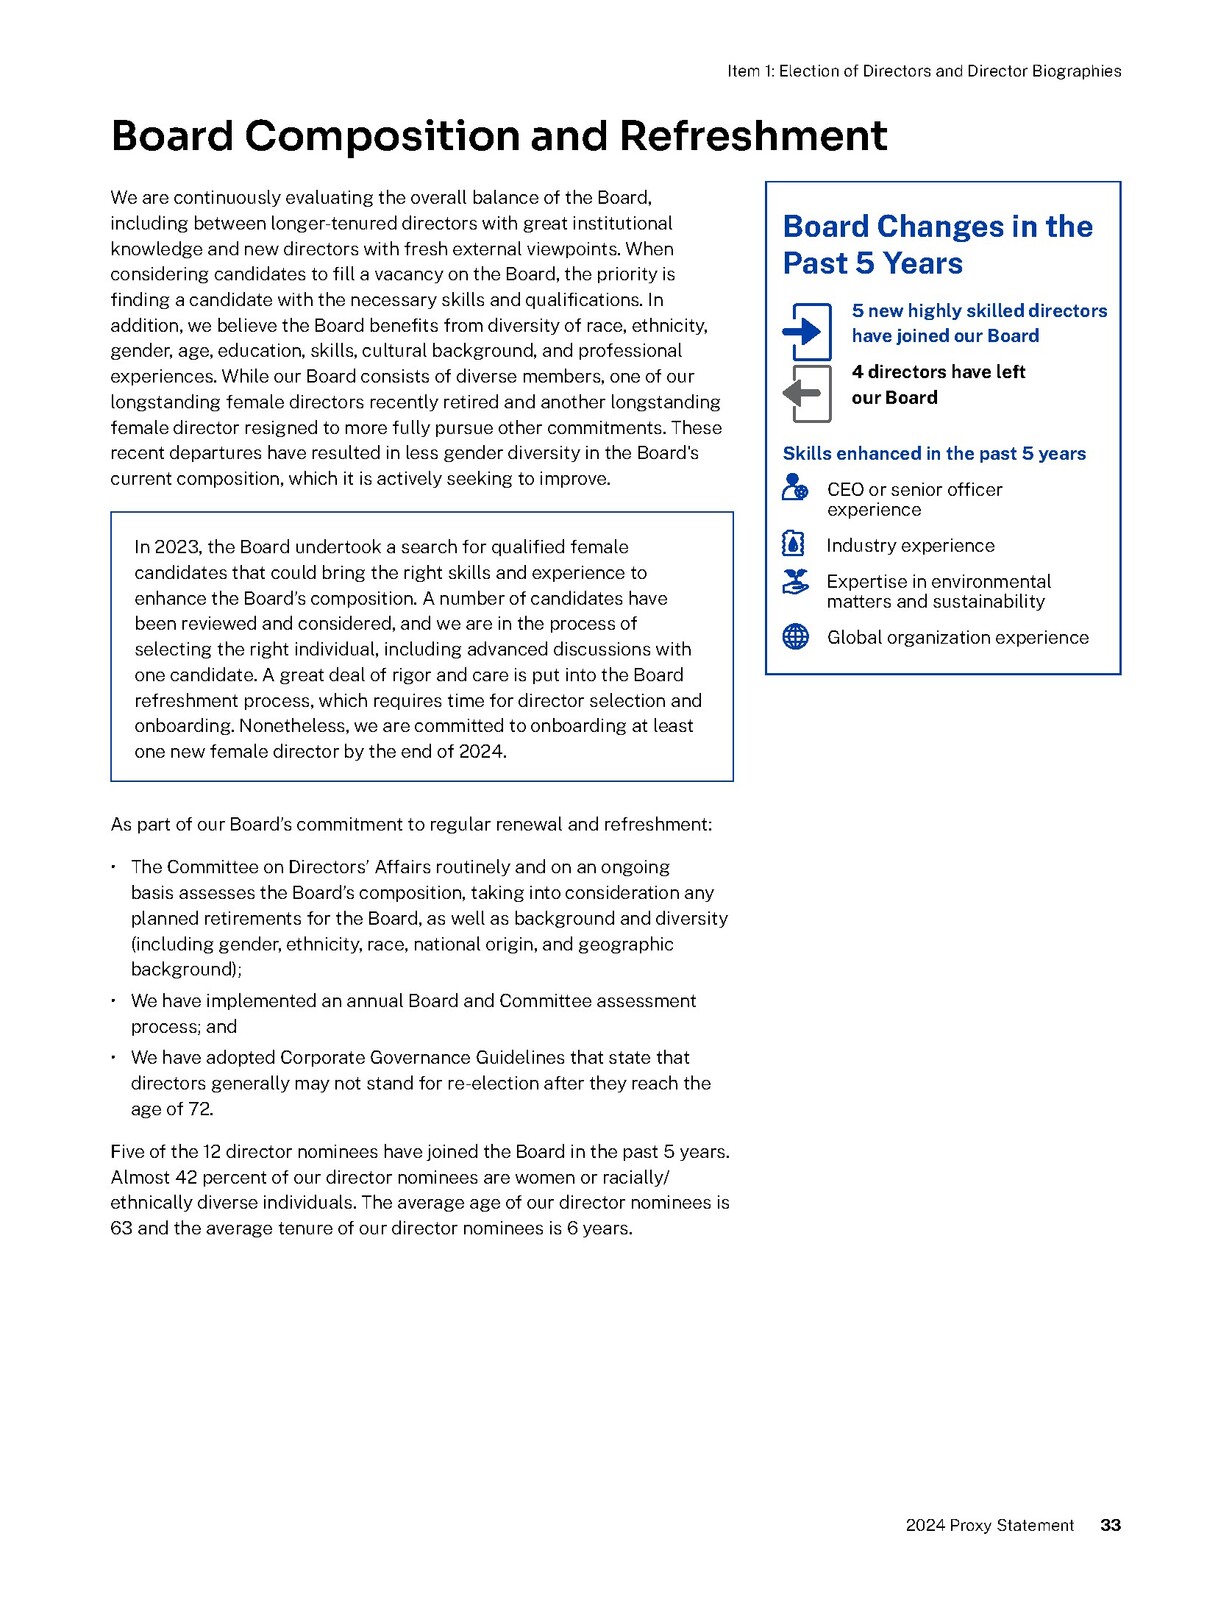 Item 1: Election of Directors and Director Biographies
Board Composition and Refreshment
We are continuously evaluating the overall balance of the Board,
including between longer-tenured directors with great institutional
knowledge and new directors with fresh external viewpoints. When
considering candidates to fill a vacancy on the Board, the priority is
finding a candidate with the necessary skills and qualifications. In
addition, we believe the Board benefits from diversity of race, ethnicity,
gender, age, education, skills, cultural background, and professional
experiences. While our Board consists of diverse members, one of our
longstanding female directors recently retired and another longstanding
female director resigned to more fully pursue other commitments. These
recent departures have resulted in less gender diversity in the Board's
current composition, which it is actively seeking to improve.
In 2023, the Board undertook a search for qualified female
candidates that could bring the right skills and experience to
enhance the Board’s composition. A number of candidates have
been reviewed and considered, and we are in the process of
selecting the right individual, including advanced discussions with
one candidate. A great deal of rigor and care is put into the Board
refreshment process, which requires time for director selection and
onboarding. Nonetheless, we are committed to onboarding at least
one new female director by the end of 2024.
As part of our Board’s commitment to regular renewal and refreshment:
• The Committee on Directors’ Affairs routinely and on an ongoing
basis assesses the Board’s composition, taking into consideration any
planned retirements for the Board, as well as background and diversity
(including gender, ethnicity, race, national origin, and geographic
background);
• We have implemented an annual Board and Committee assessment
process; and
• We have adopted Corporate Governance Guidelines that state that
directors generally may not stand for re-election after they reach the
age of 72.
Five of the 12 director nominees have joined the Board in the past 5 years.
Almost 42 percent of our director nominees are women or racially/
ethnically diverse individuals. The average age of our director nominees is
63 and the average tenure of our director nominees is 6 years.
Board Changes in the
Past 5 Years
5 new highly skilled directors
have joined our Board
4 directors have left
our Board
Skills enhanced in the past 5 years
CEO or senior officer
experience
Industry experience
Expertise in environmental
matters and sustainability
Global organization experience
2024 Proxy Statement 33